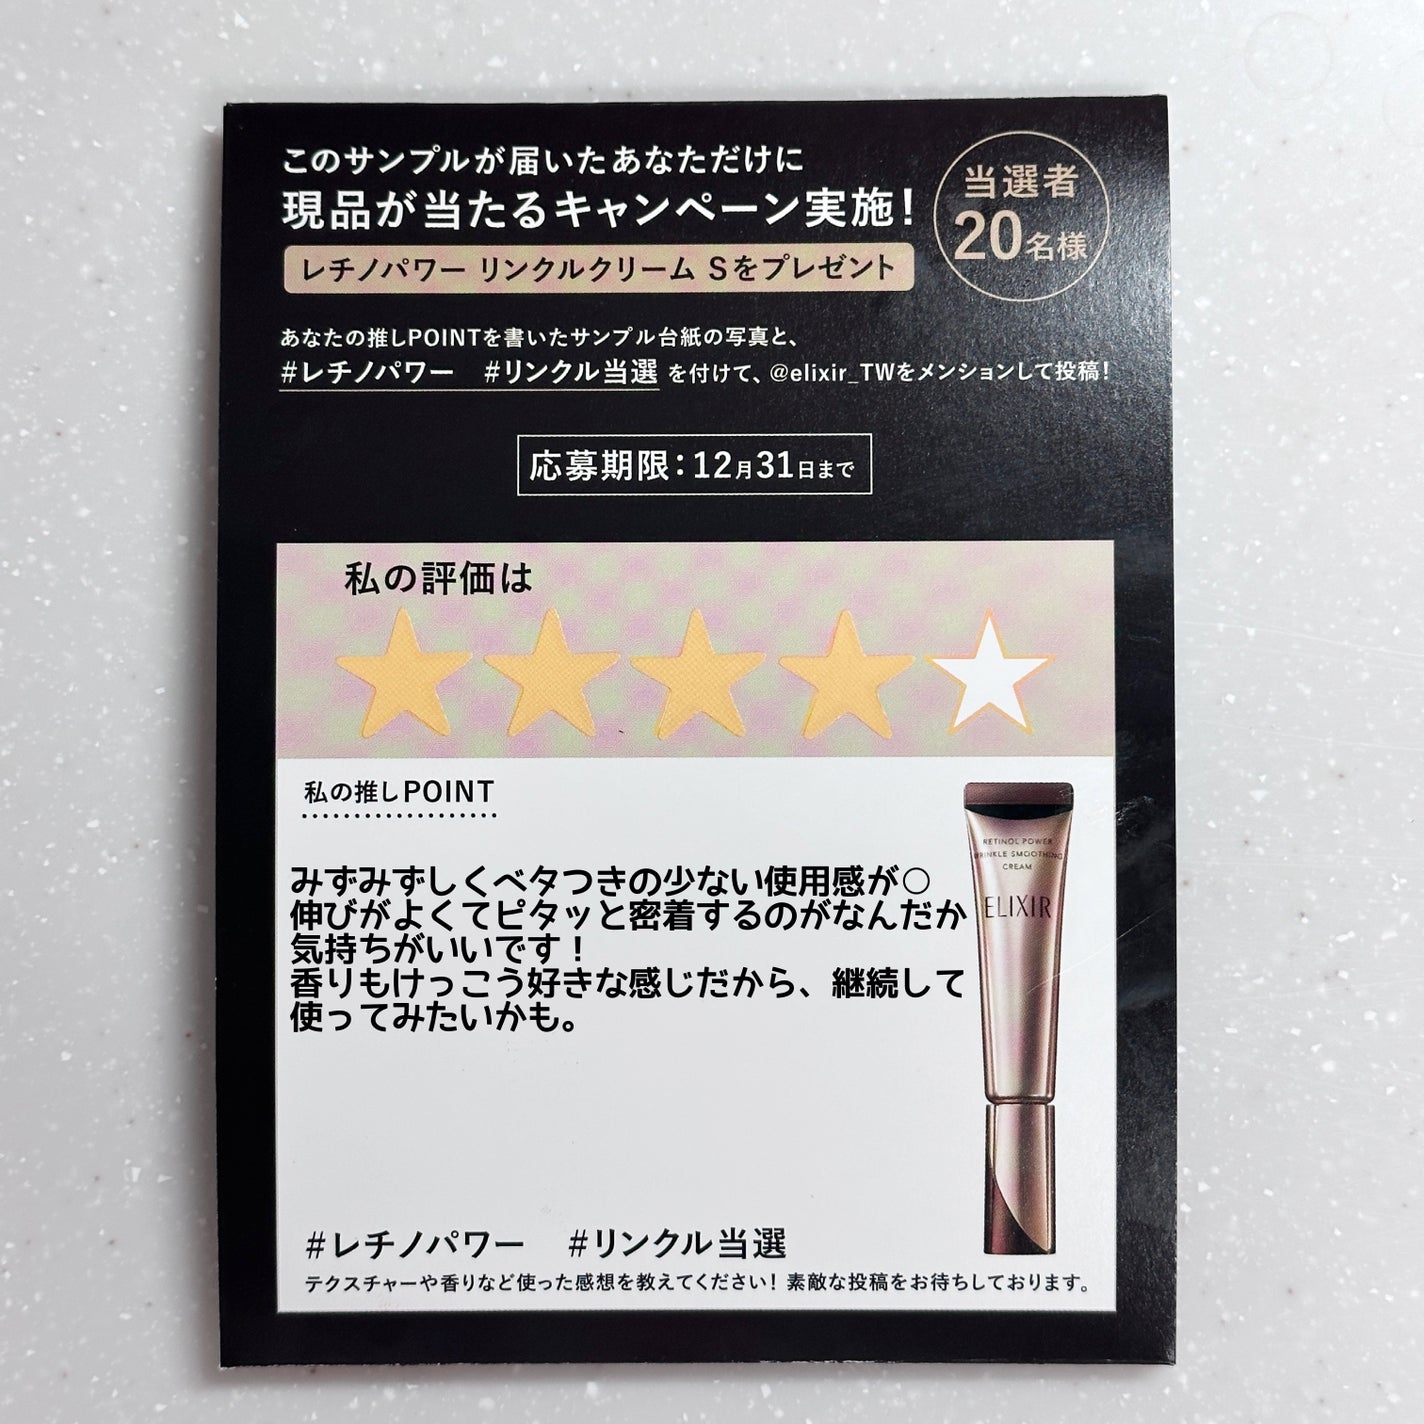 このサンプルが届いたあなただけに
現品が当たるキャンペーン実施!
レチノパワー リンクルクリーム Sをプレゼント
当選者
20名様
あなたの推しPOINTを書いたサンプル台紙の写真と、
#レチノパワー #リンクル当選 を付けて、@elixir_TWをメンションして投稿!
応募期限:12月31日まで
私の評価は
私の推しPOINT
みずみずしくベタつきの少ない使用感が○
伸びがよくてピタッと密着するのがなんだか
気持ちがいいです！
香りもけっこう好きな感じだから、継続して
使ってみたいかも。
RETINOL POWER
WRINKLE SMOOTHING
CREAM
ELIXIR
#レチノパワー #リンクル当選
テクスチャーや香りなど使った感想を教えてください! 素敵な投稿をお待ちしております。